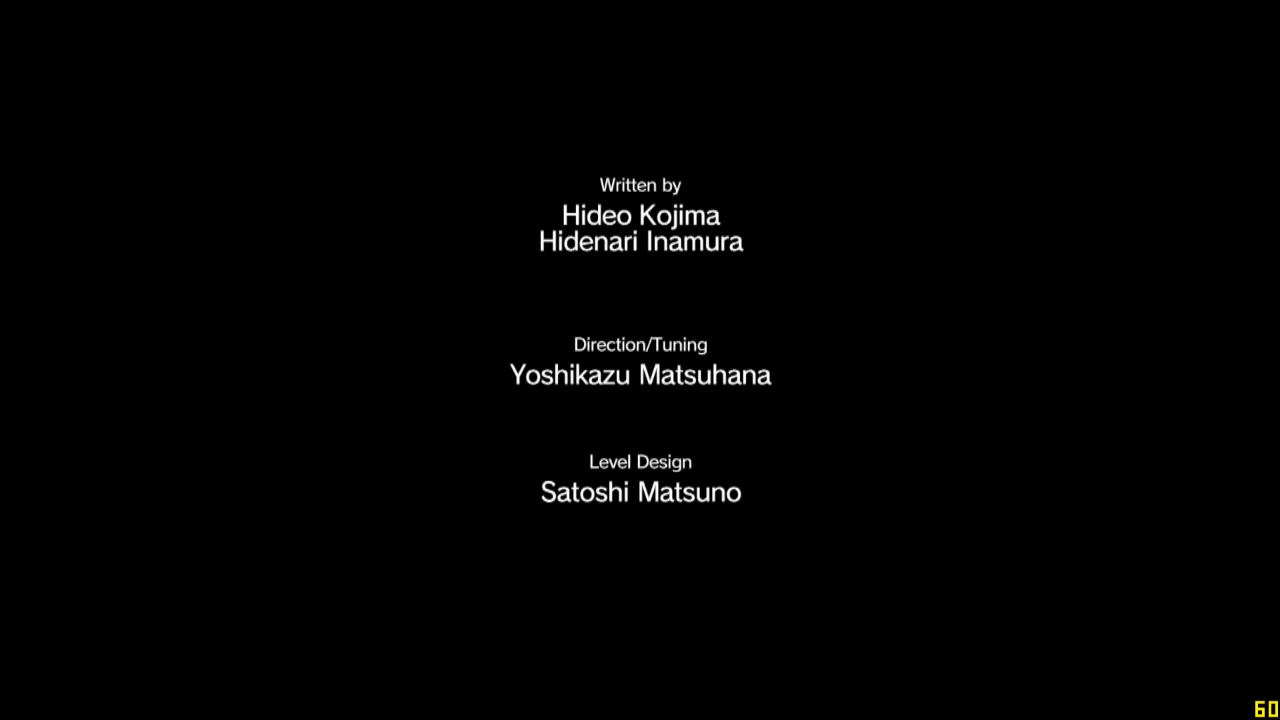 Written by
Hideo Kojima
Hidenari Inamura
Direction/Tuning
Yoshikazu Matsuhana
Level Design
Satoshi Matsuno
60